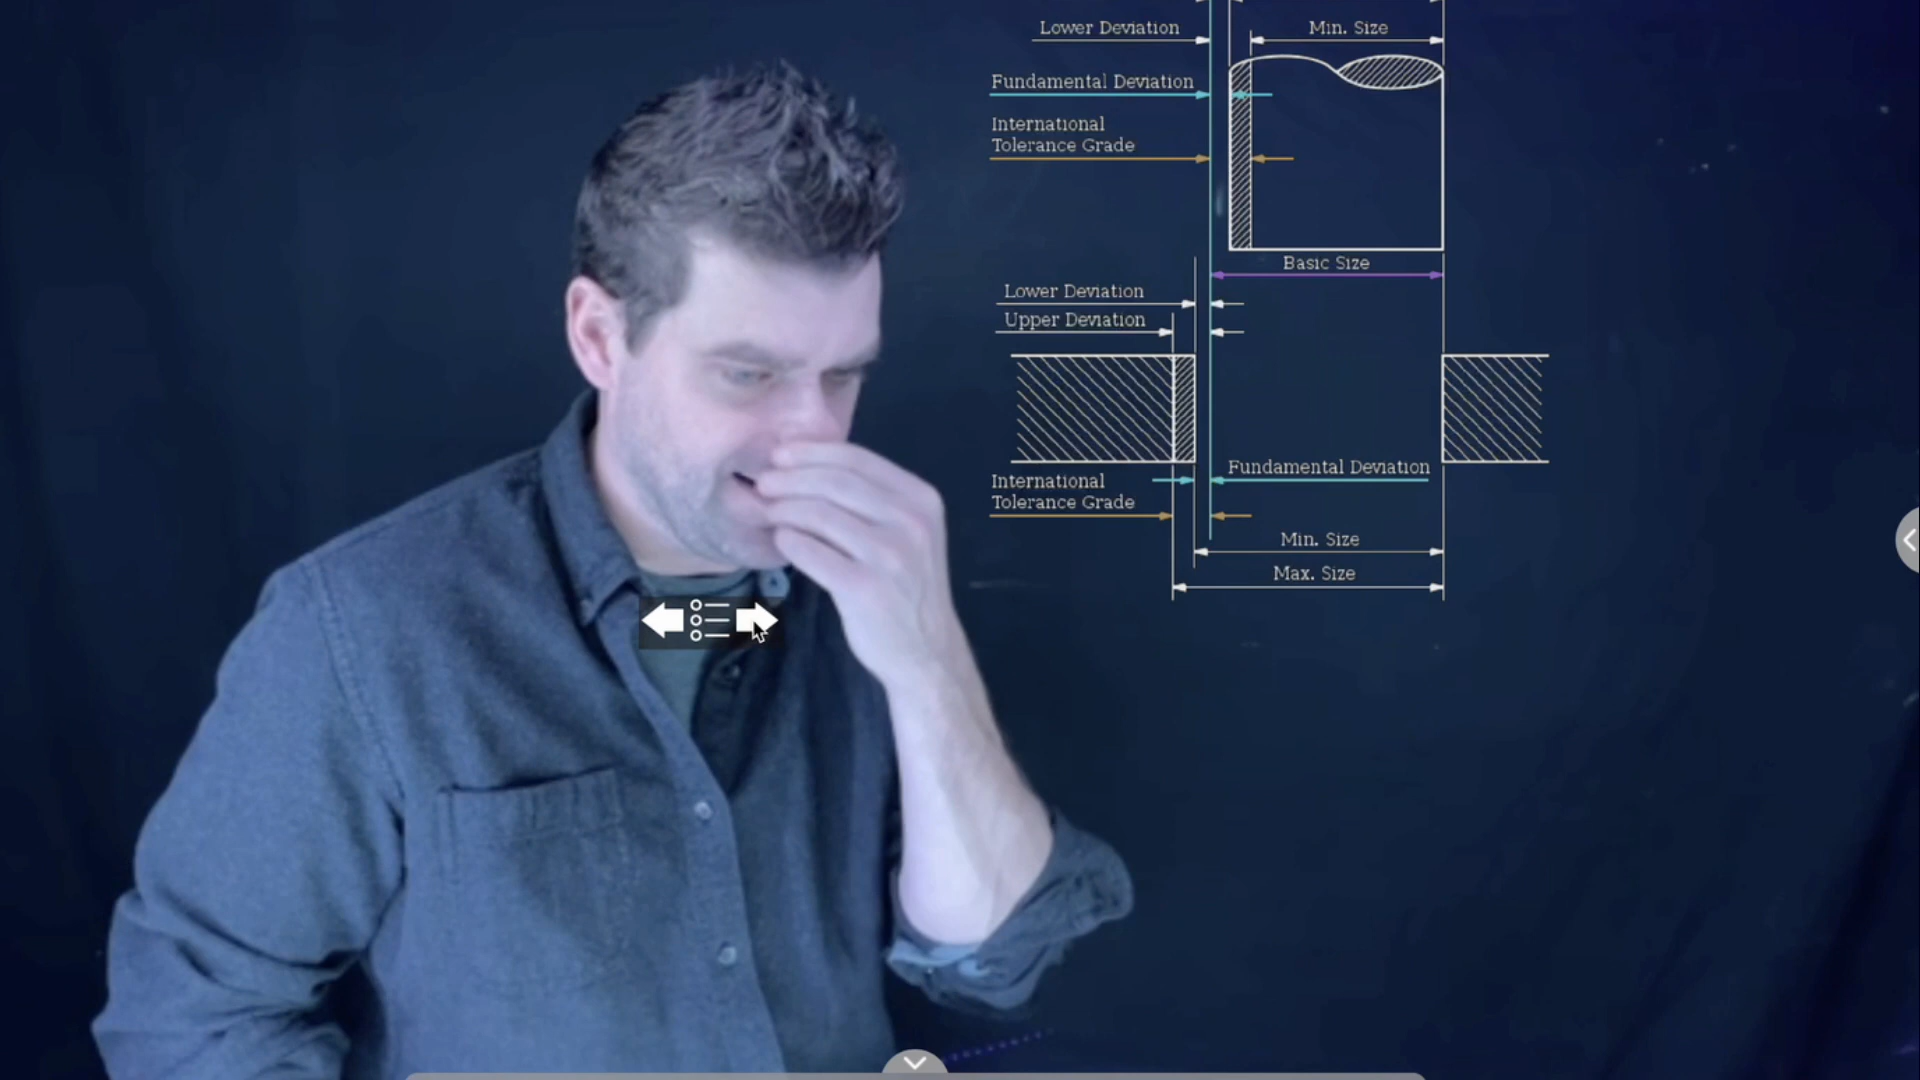 Lower Deviation
Min. Size
Fundamental Deviation
International
Tolerance Grade
Basic Size
Lower Deviation
Upper Deviation
Fundamental Deviation
International
Tolerance Grade
Min. Size
Max. Size